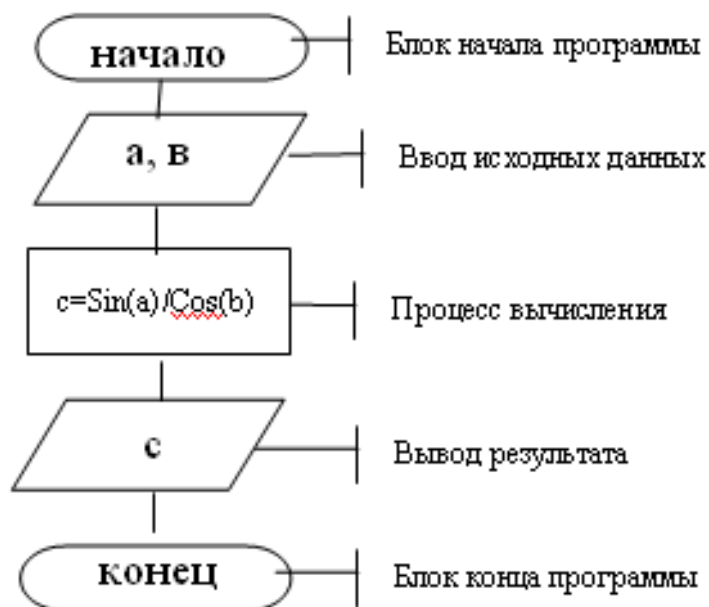 начало
Блок начала программы
а, в
Ввод исходных данных
c=Sin(a)/Cos(b)
Процесс вычисления
с
Вывод результата
конец
Блок конца программы